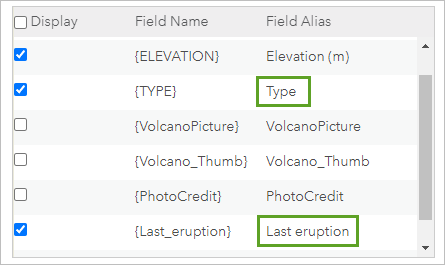 Display Field Name Field Alias
{ELEVATION} Elevation (m)
{TYPE} Type
{VolcanoPicture} VolcanoPicture
{Volcano_Thumb} Volcano_Thumb
{PhotoCredit} PhotoCredit
{Last_eruption} Last eruption